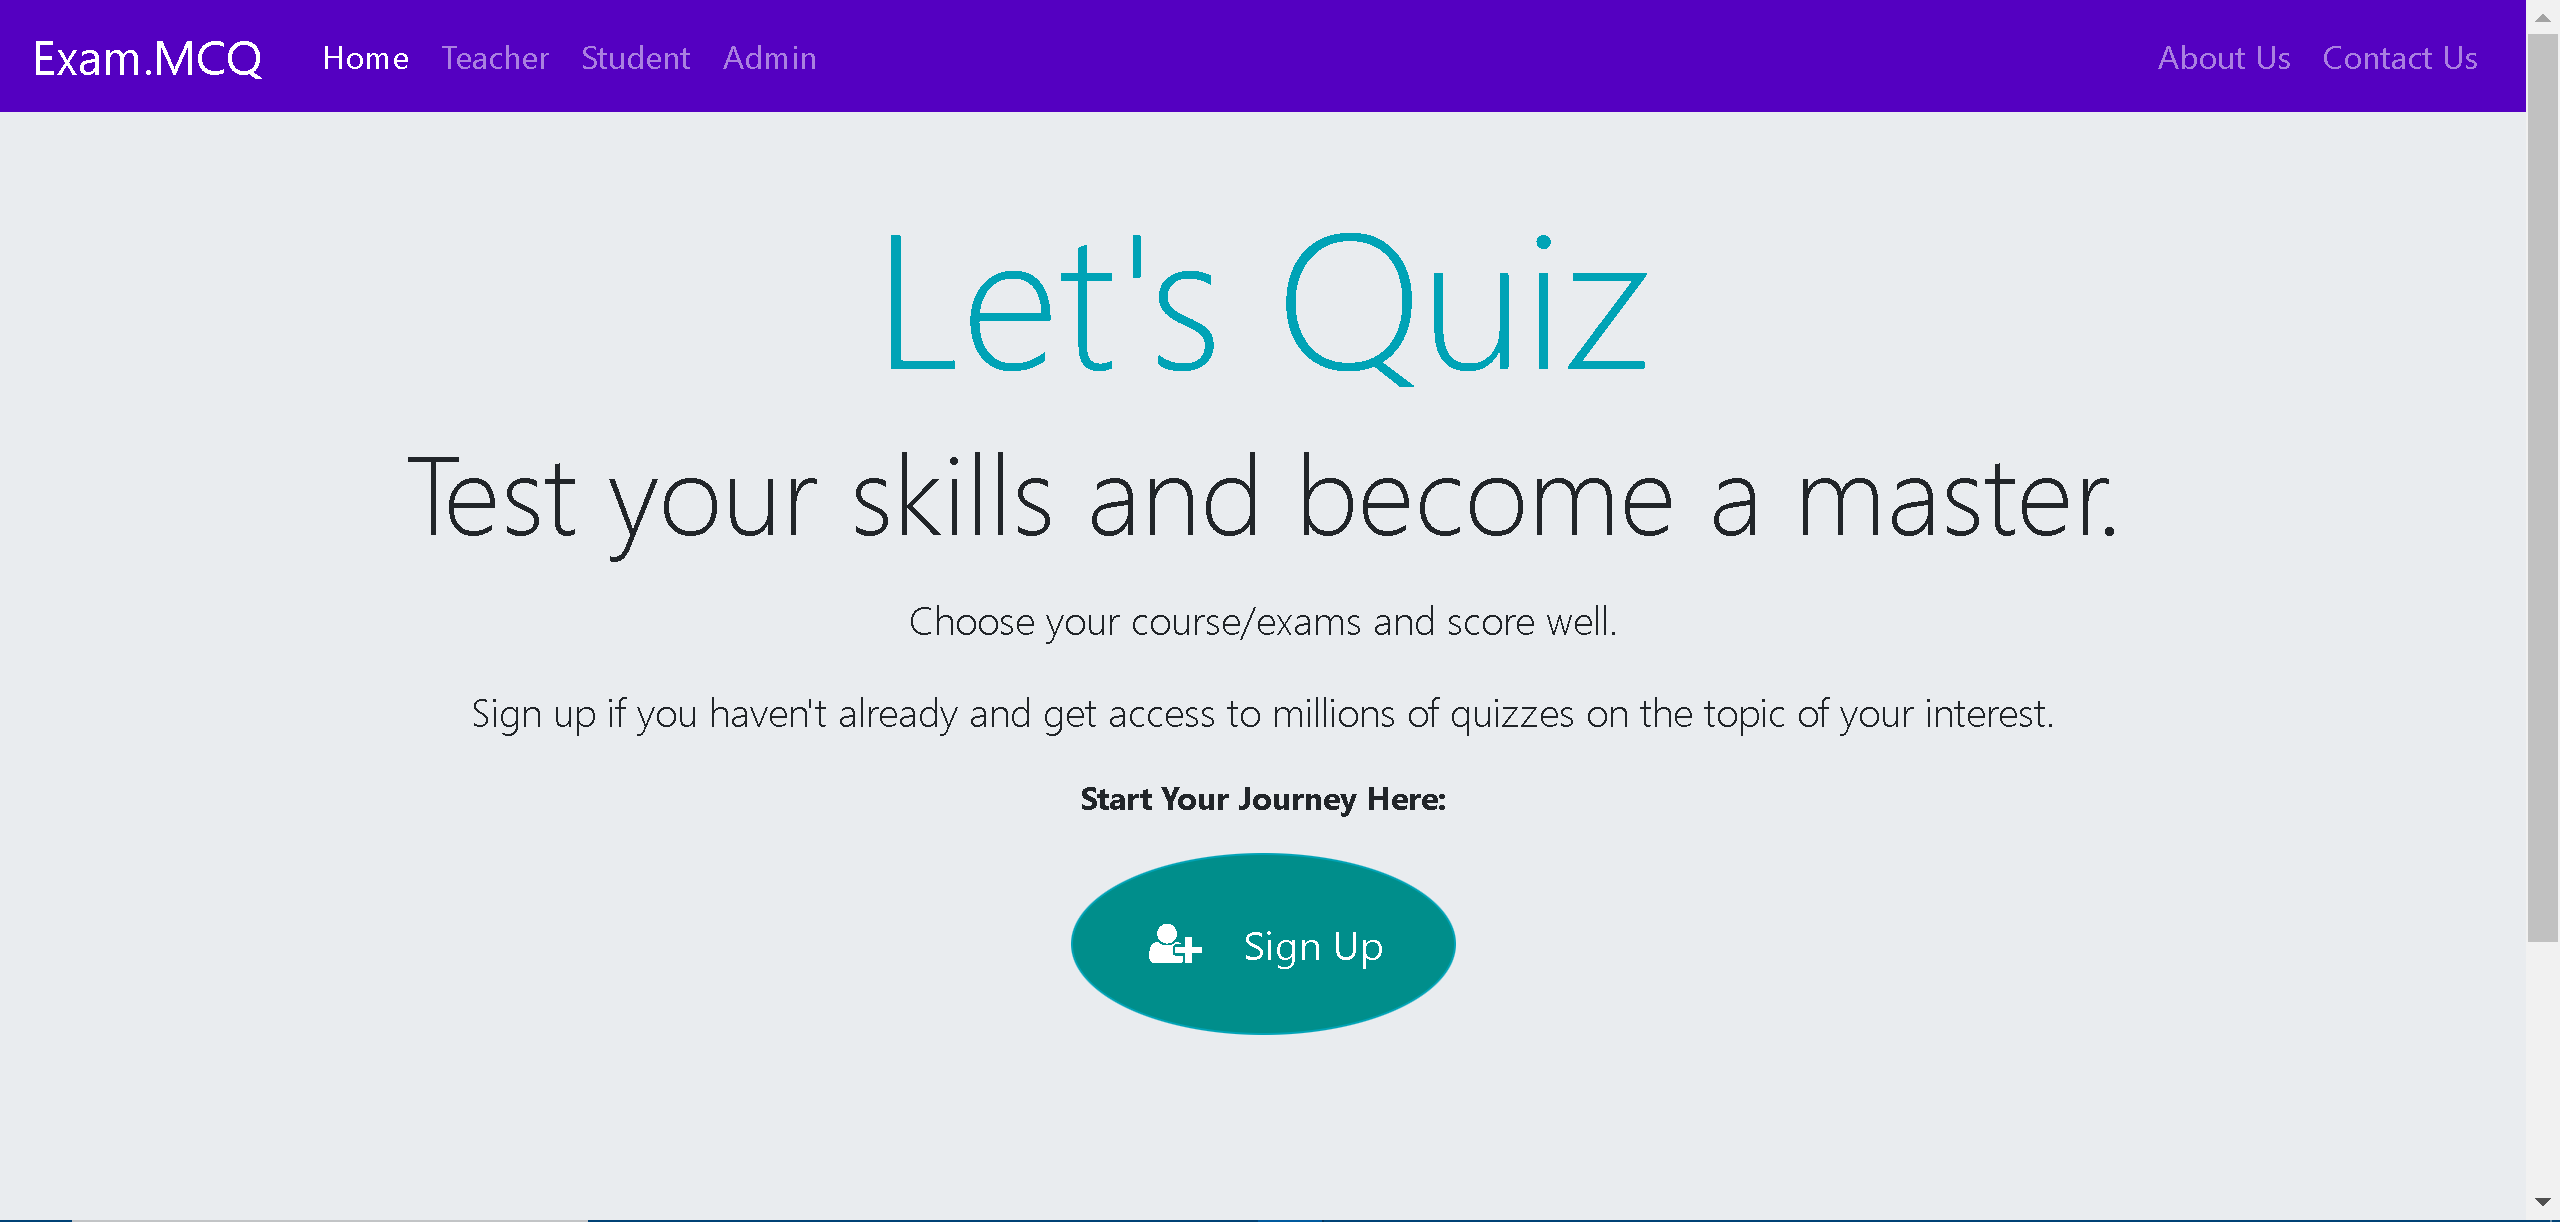 Exam.MCQ Home Teacher Student Admin About Us Contact Us
Let's Quiz
Test your skills and become a master.
Choose your course/exams and score well.
Sign up if you haven't already and get access to millions of quizzes on the topic of your interest.
Start Your Journey Here:
Sign Up